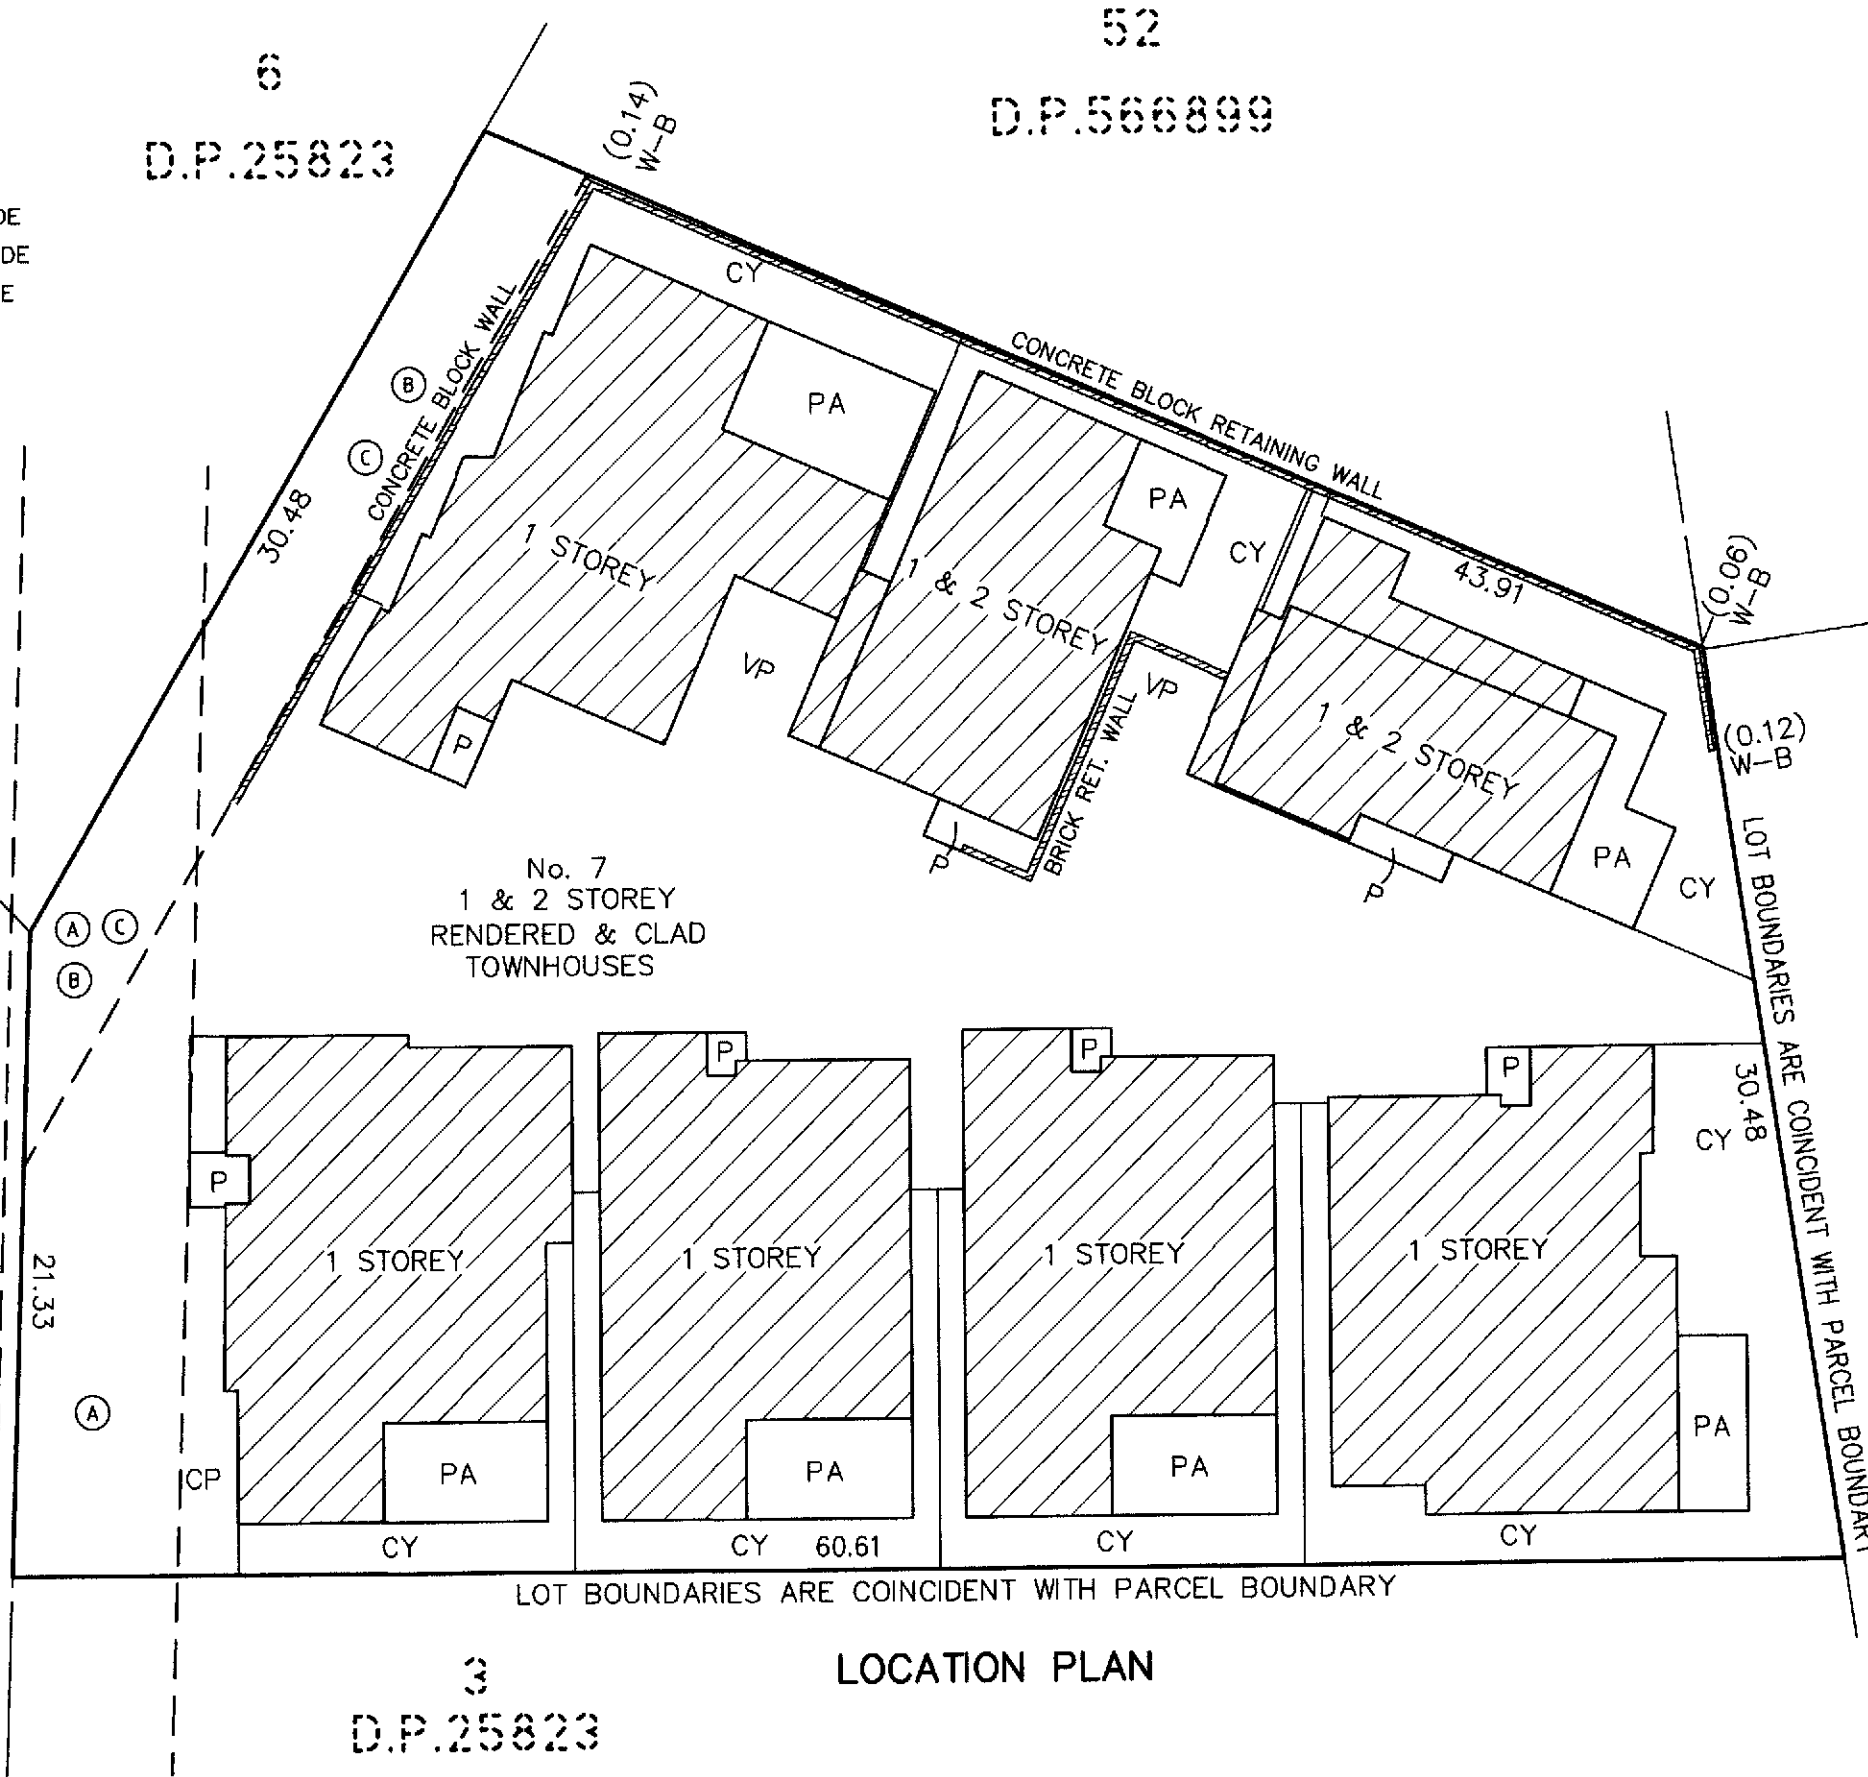 52
6
D.P.566899
D.P.25823
(0.14)
W-B
DE
DE
E
CY
CONCRETE BLOCK WALL
CONCRETE BLOCK RETAINING WALL
B
C
PA
PA
30.48
1 STOREY
1 & 2 STOREY
CY
43.91
(0.06)
W-B
VP
VP
P
BRICK RET. WALL
1 & 2 STOREY
(0.12)
W-B
P
P
PA
CY
LOT BOUNDARIES ARE COINCIDENT WITH PARCEL BOUNDARY
No. 7
1 & 2 STOREY
RENDERED & CLAD
TOWNHOUSES
A C
B
P
P
P
P
30.48
CY
1 STOREY
1 STOREY
1 STOREY
1 STOREY
21.33
A
CP
PA
PA
PA
PA
CY
CY
60.61
CY
CY
LOT BOUNDARIES ARE COINCIDENT WITH PARCEL BOUNDARY
LOCATION PLAN
3
D.P.25823